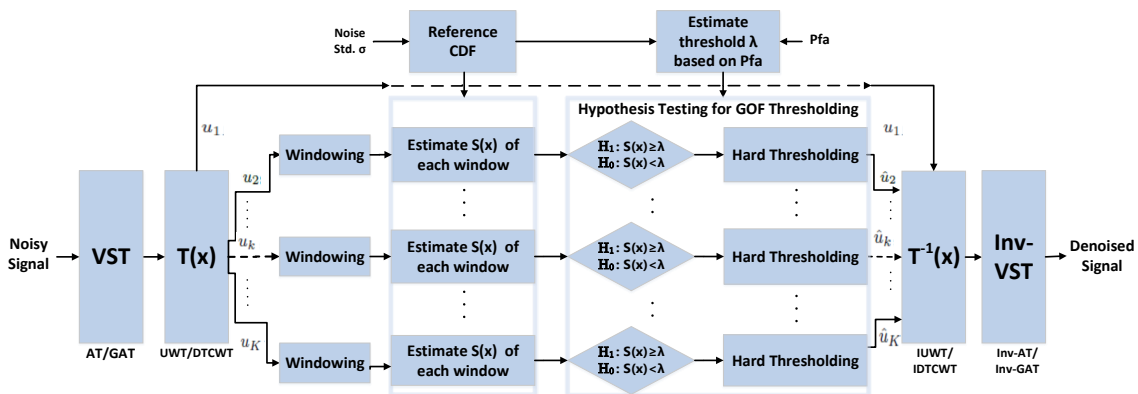 Noise
Std. σ
Reference
CDF
Estimate
threshold λ
based on Pfa
Pfa
Hypothesis Testing for GOF Thresholding
u1.
u1.
Windowing
Estimate S(x) of
each window
H1: S(x)≥λ
H0: S(x)<λ
Hard Thresholding
u2
û2
Noisy
Signal
VST
T(x)
uk
Windowing
Estimate S(x) of
each window
H1: S(x)≥λ
H0: S(x)<λ
Hard Thresholding
ûk
T-1(x)
Inv-
VST
Denoised
Signal
uK
Windowing
Estimate S(x) of
each window
H1: S(x)≥λ
H0: S(x)<λ
Hard Thresholding
ûK
AT/GAT
UWT/DTCWT
IUWT/
IDTCWT
Inv-AT/
Inv-GAT